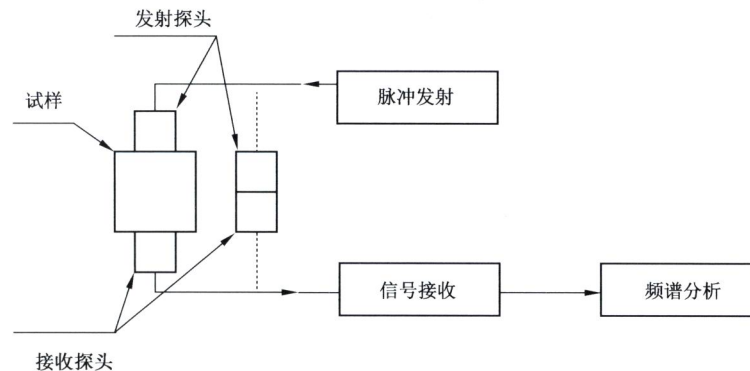 发射探头
脉冲发射
试样
信号接收
频谱分析
接收探头